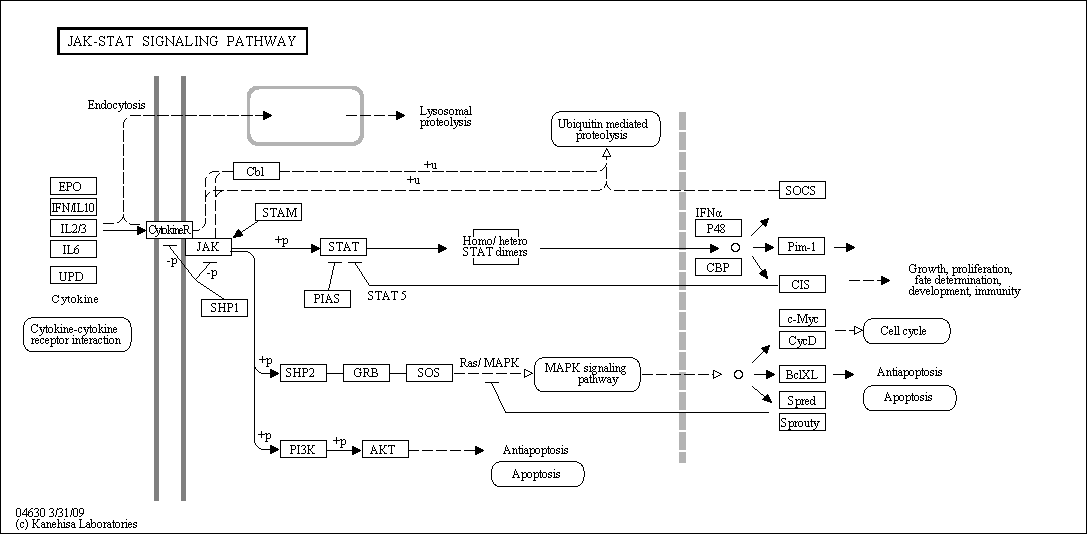 JAK-STAT SIGNALING PATHWAY
Endocytosis
Lysosomal
proteolysis
Ubiquitin mediated
proteolysis
Cbl
+u
+u
SOCS
EPO
IFN/IL10
IL2/3
IL6
UPD
Cytokine
Cytokine-cytokine
receptor interaction
CytokineR
JAK
STAM
-p
-p
SHP1
+p
STAT
PIAS
STAT 5
Homo/ hetero
STAT dimers
IFNα
P48
CBP
Pim-1
CIS
Growth, proliferation,
fate determination,
development, immunity
c-Myc
CycD
Cell cycle
+p
SHP2
GRB
SOS
Ras/ MAPK
MAPK signaling
pathway
BclXL
Antiapoptosis
Apoptosis
Spred
Sprouty
+p
PI3K
+p
AKT
Antiapoptosis
Apoptosis
04630 3/31/09
(c) Kanehisa Laboratories